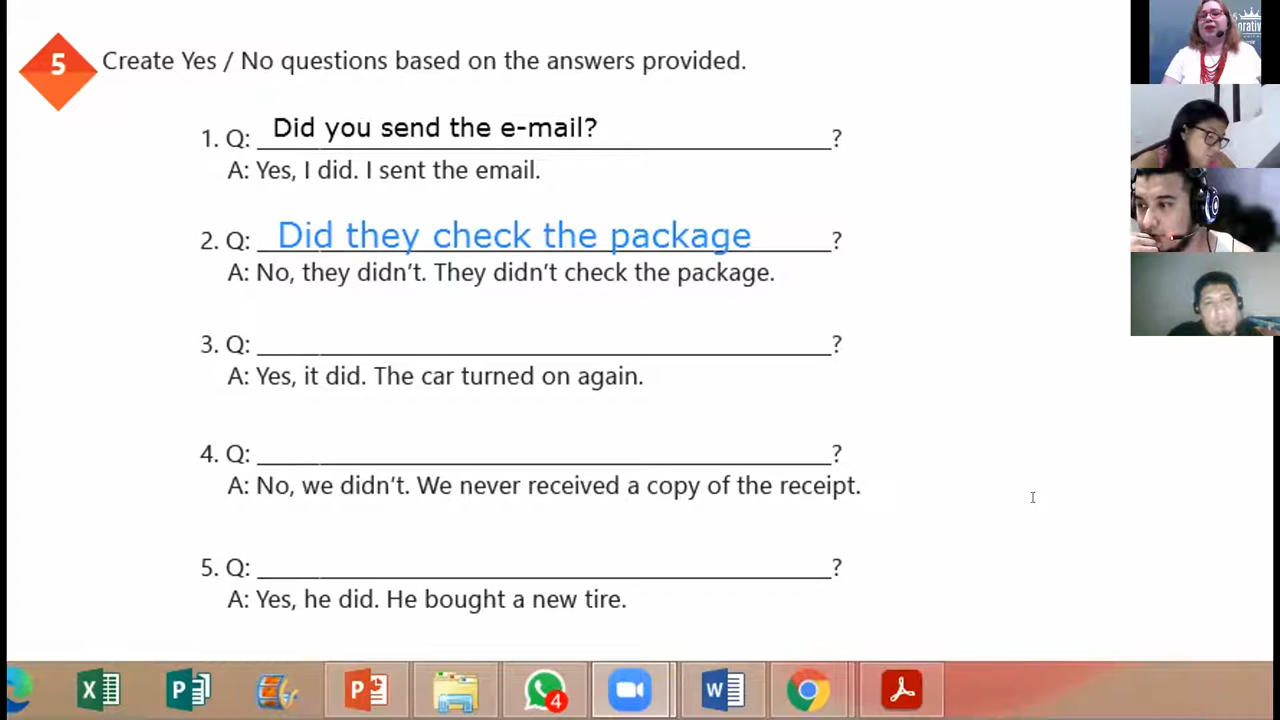 5 Create Yes / No questions based on the answers provided.
1. Q: Did you send the e-mail? ?
A: Yes, I did. I sent the email.
2. Q: Did they check the package ?
A: No, they didn’t. They didn’t check the package.
3. Q: ?
A: Yes, it did. The car turned on again.
4. Q: ?
A: No, we didn’t. We never received a copy of the receipt.
5. Q: ?
A: Yes, he did. He bought a new tire.
4